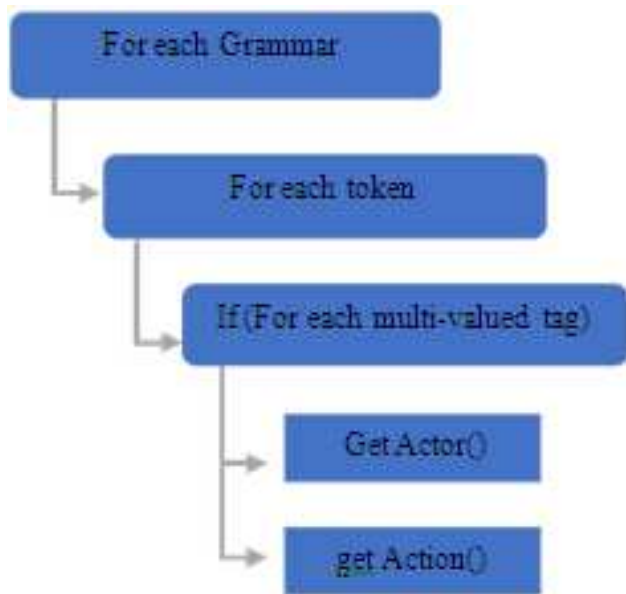 For each Grammar
For each token
If (For each multi-valued tag)
Get Actor()
get Action()